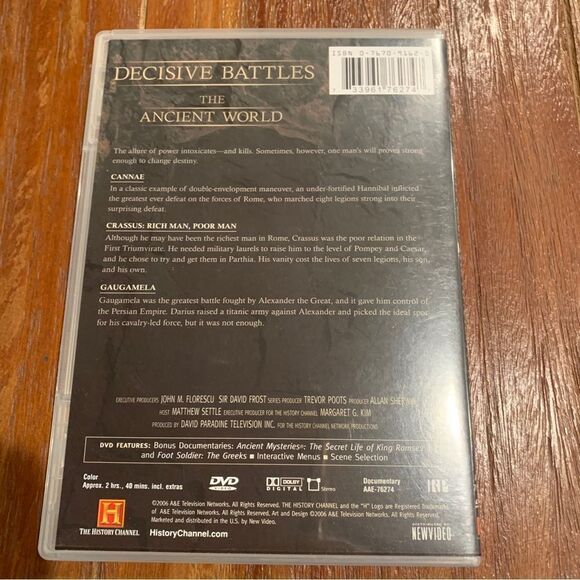 ISBN 0-7670-9162-
33961 76274
DECISIVE BATTLES
THE
ANCIENT WORLD
The allure of power intoxicates—and kills. Sometimes, however, one man's will proves strong
enough to change destiny.
CANNAE
In a classic example of double-envelopment maneuver, an under-fortified Hannibal inflicted
the greatest ever defeat on the forces of Rome, who marched eight legions strong into their
surprising defeat.
CRASSUS: RICH MAN, POOR MAN
Although he may have been the richest man in Rome, Crassus was the poor relation in the
First Triumvirate. He needed military laurels to raise him to the level of Pompey and Caesar,
and he chose to try and get them in Parthia. His vanity cost the lives of seven legions, his son,
and his own.
GAUGAMELA
Gaugamela was the greatest battle fought by Alexander the Great, and it gave him control of
the Persian Empire. Darius raised a titanic army against Alexander and picked the ideal spot
for his cavalry-led force, but it was not enough.
EXECUTIVE PRODUCERS JOHN M. FLORESCU SIR DAVID FROST SERIES PRODUCER TREVOR POOTS PRODUCER ALLAN
HOST MATTHEW SETTLE EXECUTIVE PRODUCER FOR THE HISTORY CHANNEL MARGARET G. KIM
PRODUCED BY DAVID PARADINE TELEVISION INC. FOR THE HISTORY CHANNEL NETWORK PRODUCTIONS
DVD FEATURES: Bonus Documentaries: Ancient Mysteries®: The Secret Life of King Ramses
and Foot Soldier: The Greeks ■ Interactive Menus ■ Scene Selection
Color
Approx. 2 hrs., 40 mins. incl. extras
DVD
VIDEO
DOLBY
DIGITAL
Stereo
Documentary
AAE-76274
H
THE HISTORY CHANNEL
©2006 A&E Television Networks. All Rights Reserved. THE HISTORY CHANNEL and the "H" Logo are Registered Trademarks
of A&E Television Networks. All Rights Reserved. Art and Design ©2006 A&E Television Networks. All Rights Reserved.
Marketed and distributed in the U.S. by New Video.
HistoryChannel.com
DISTRIBUTED BY
NEWVIDEO